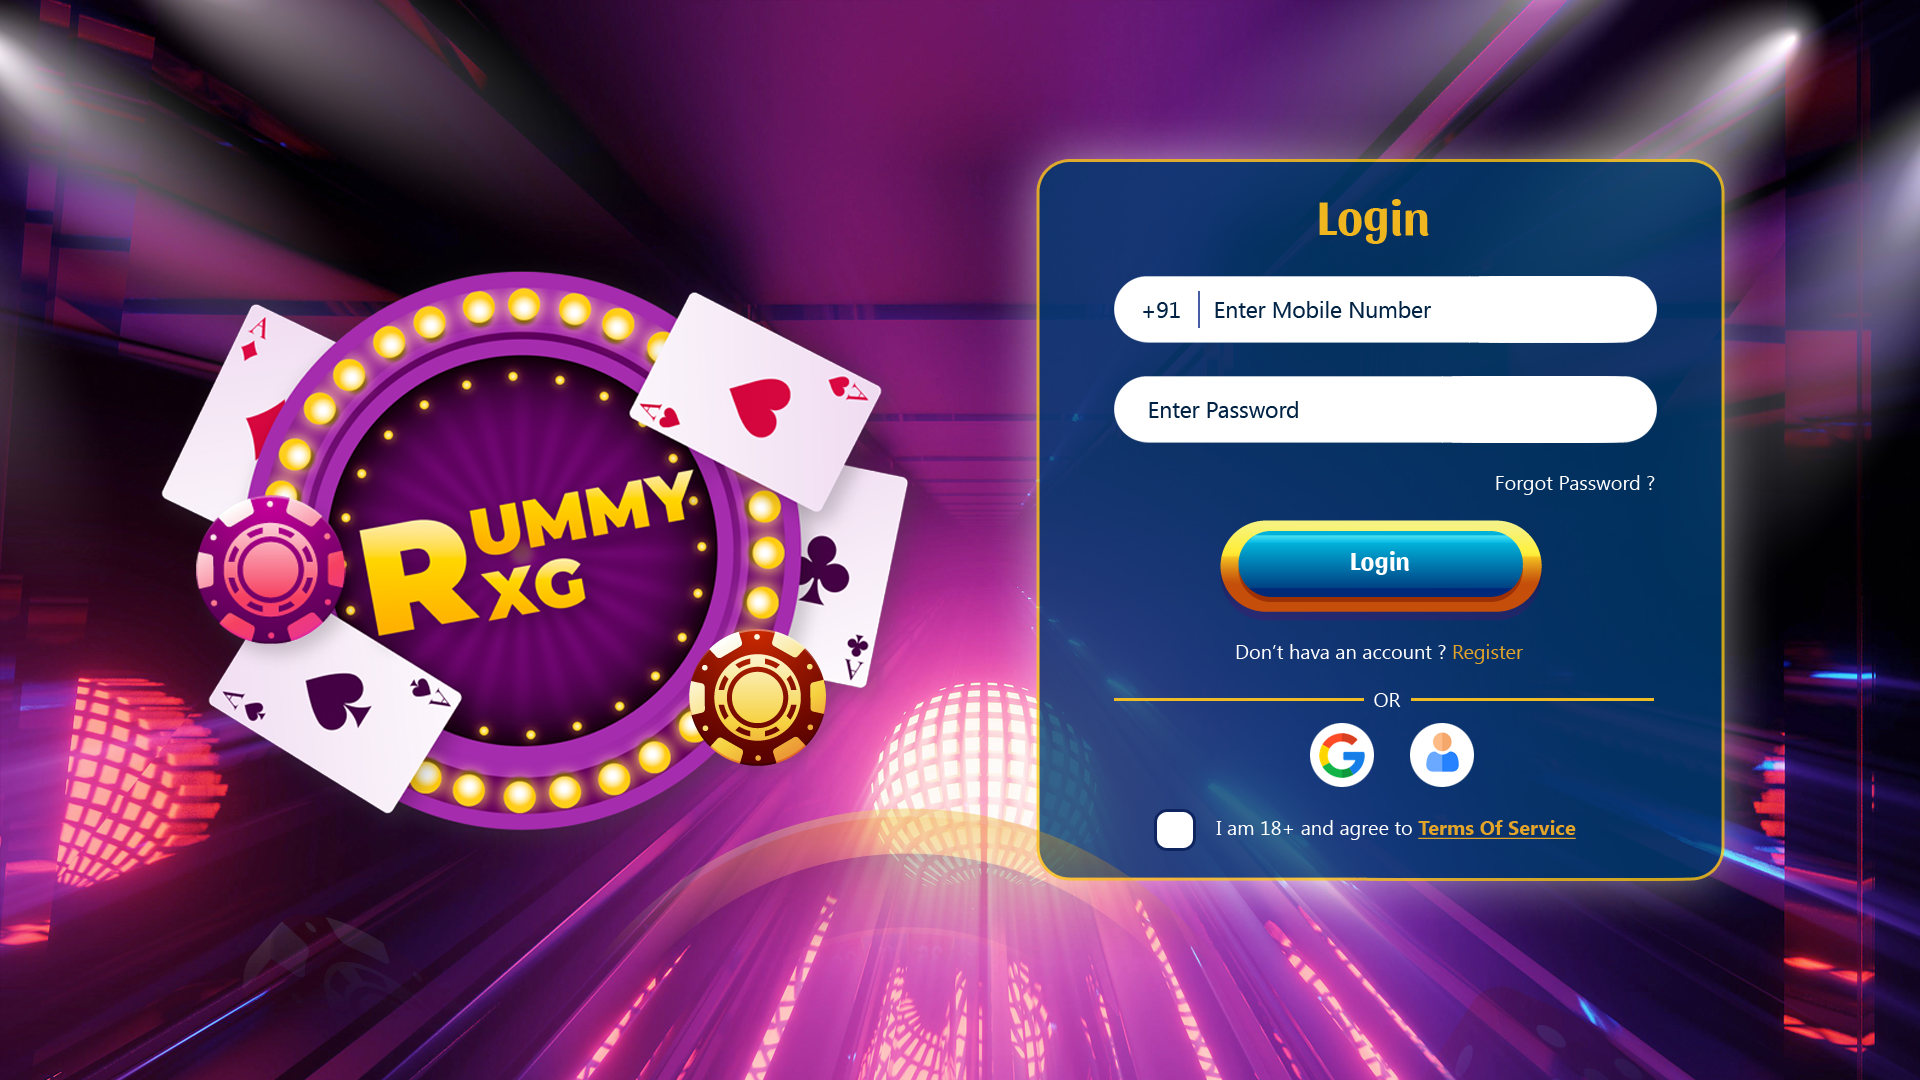 A
A
A
A
A
A
A
RUMMY
XG
Login
+91 Enter Mobile Number
Enter Password
Forgot Password ?
Login
Don’t hava an account ? Register
OR
G
I am 18+ and agree to Terms Of Service